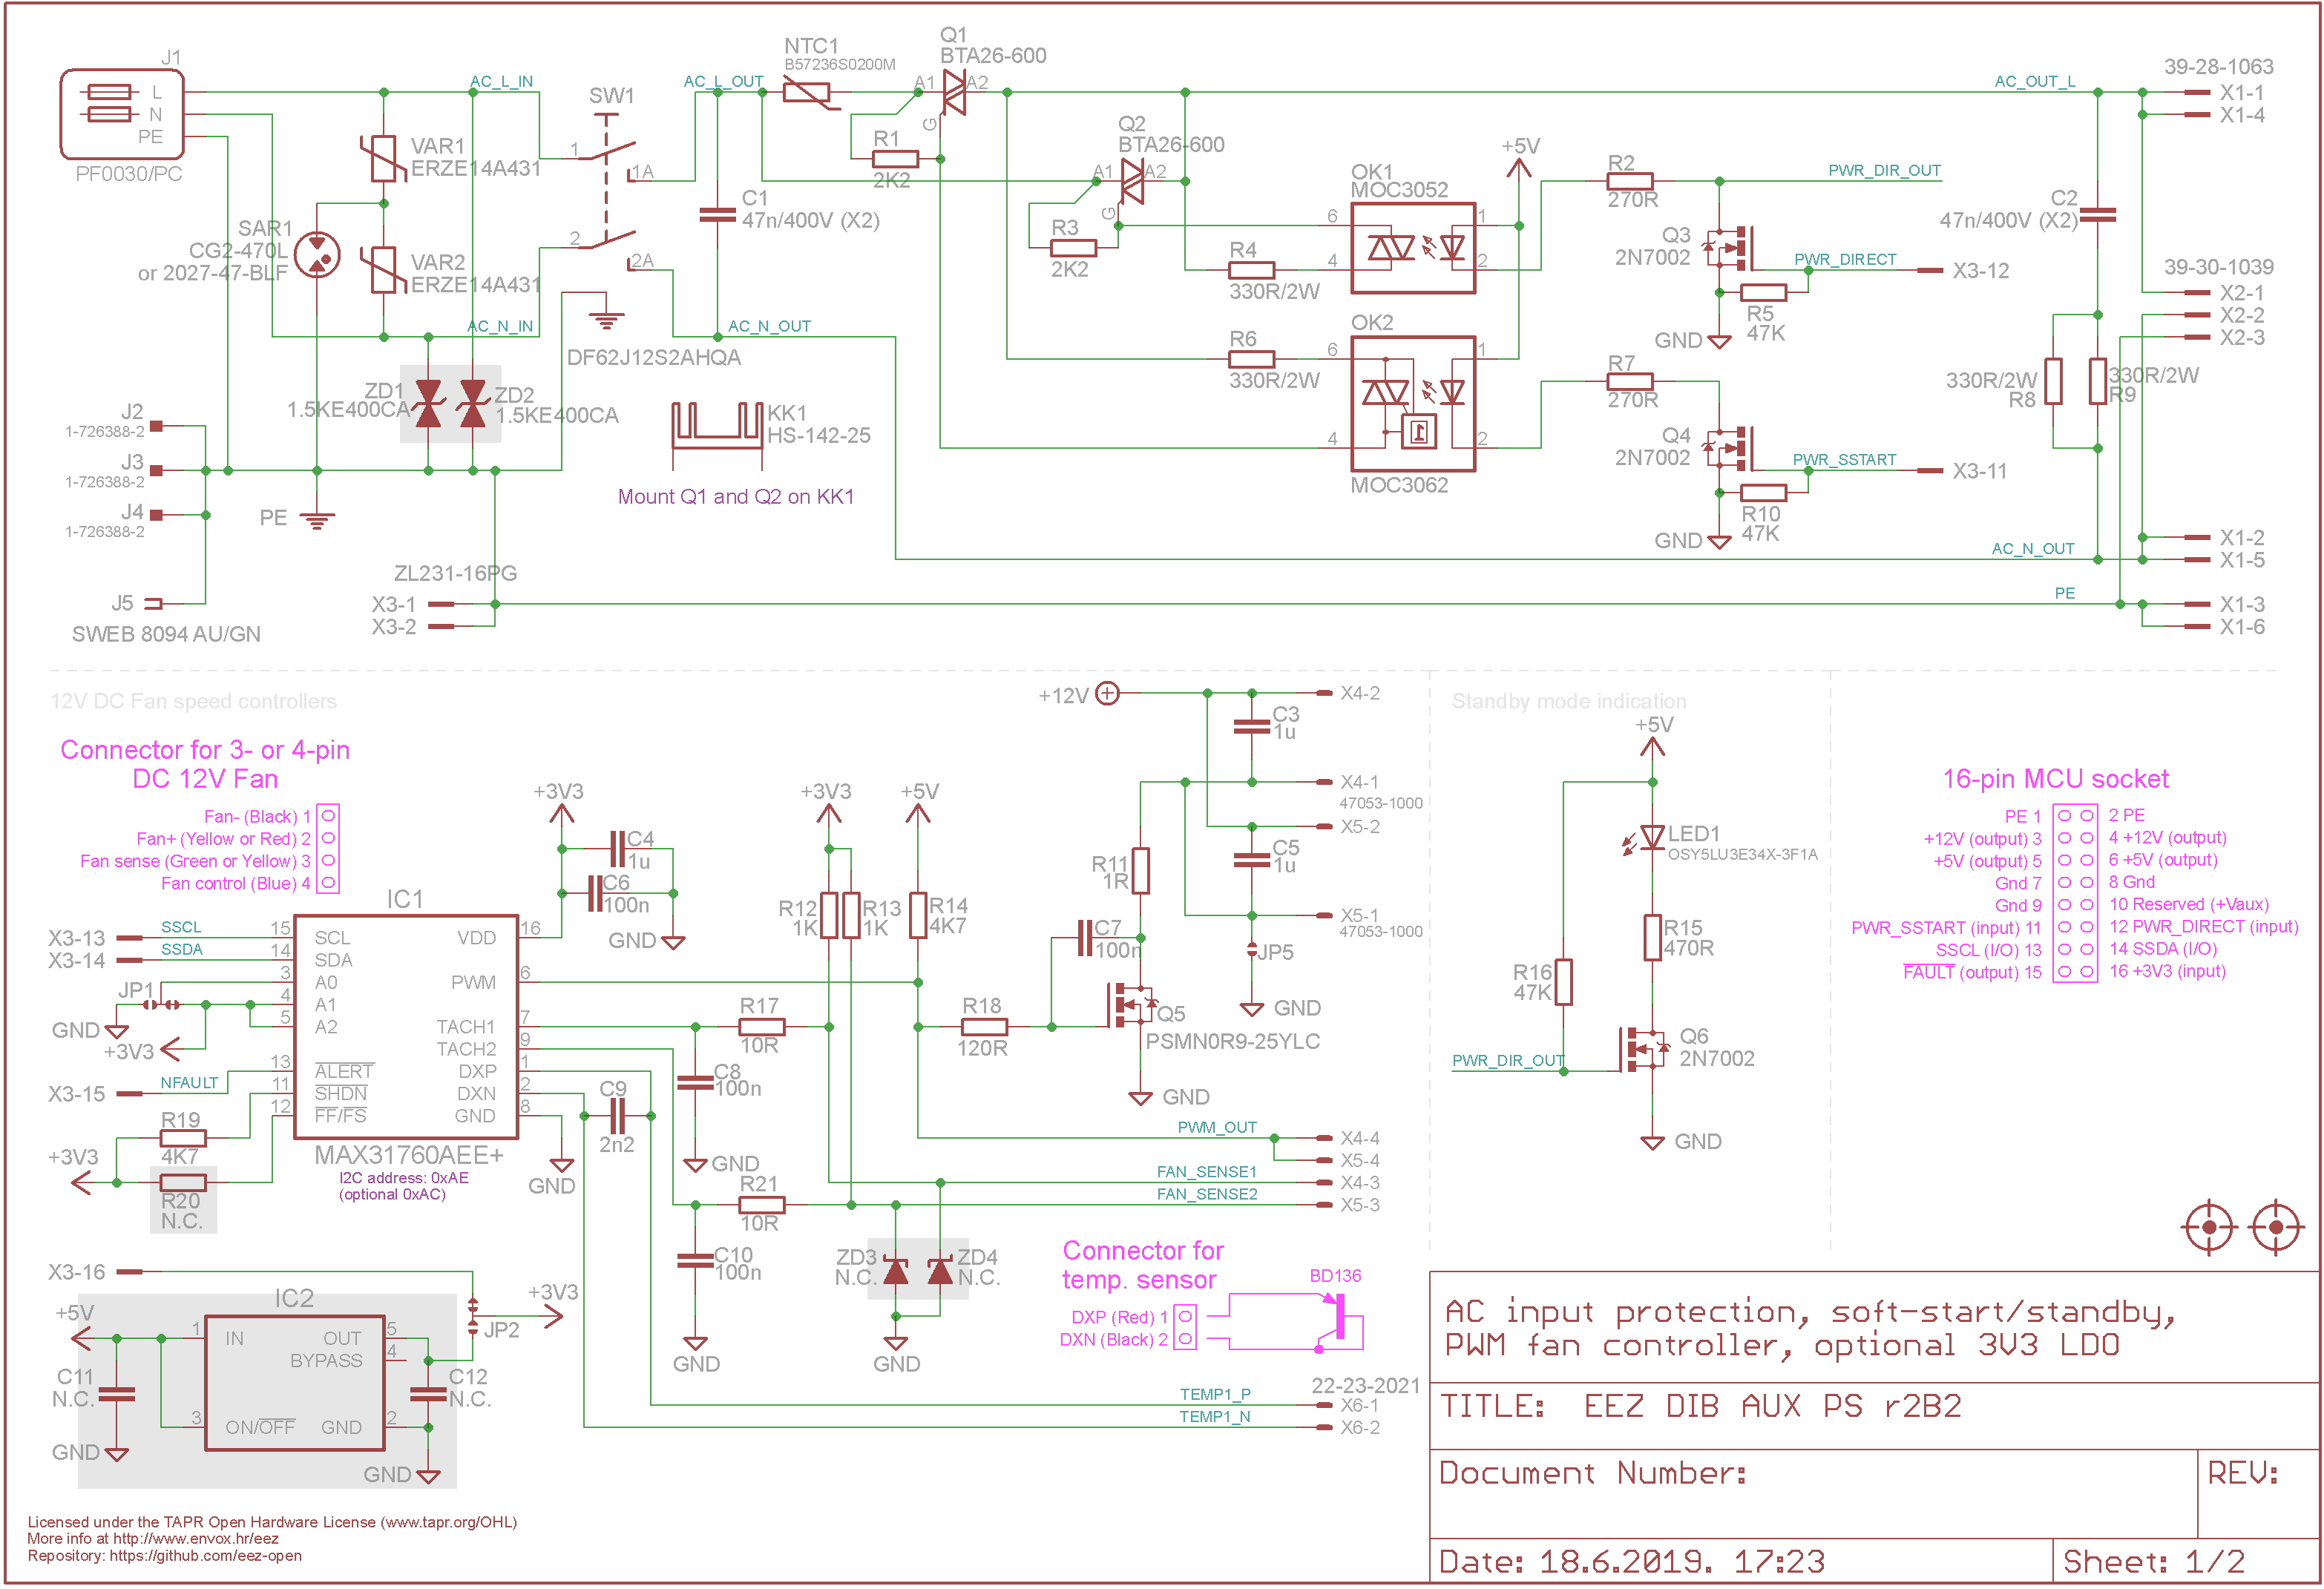 J1
L
N
PE
PF0030/PC
AC_L_IN
VAR1
ERZE14A431
SAR1
CG2-470L
or 2027-47-BLF
VAR2
ERZE14A431
AC_N_IN
SW1
1
1A
2
2A
DF62J12S2AHQA
ZD1
1.5KE400CA
ZD2
1.5KE400CA
J2
1-726388-2
J3
1-726388-2
J4
1-726388-2
J5
SWEB 8094 AU/GN
PE
ZL231-16PG
X3-1
X3-2
KK1
HS-142-25
Mount Q1 and Q2 on KK1
AC_L_OUT
C1
47n/400V (X2)
AC_N_OUT
NTC1
B57236S0200M
Q1
BTA26-600
A1
A2
G
R1
2K2
Q2
BTA26-600
A1
A2
G
R3
2K2
R4
330R/2W
R6
330R/2W
OK1
MOC3052
6
4
1
2
OK2
6
4
1
2
MOC3062
+5V
R2
270R
PWR_DIR_OUT
Q3
2N7002
PWR_DIRECT
X3-12
R5
47K
GND
R7
270R
Q4
2N7002
PWR_SSTART
X3-11
R10
47K
GND
AC_OUT_L
39-28-1063
X1-1
X1-4
C2
47n/400V (X2)
39-30-1039
X2-1
X2-2
X2-3
330R/2W
R8
330R/2W
R9
AC_N_OUT
X1-2
X1-5
PE
X1-3
X1-6
12V DC Fan speed controllers
Connector for 3- or 4-pin
DC 12V Fan
Fan- (Black) 1
Fan+ (Yellow or Red) 2
Fan sense (Green or Yellow) 3
Fan control (Blue) 4
IC1
X3-13
SSCL
X3-14
SSDA
JP1
GND
+3V3
X3-15
NFAULT
R19
4K7
+3V3
R20
N.C.
15
14
3
4
5
13
11
12
SCL
SDA
A0
A1
A2
ALERT
SHDN
FF/FS
VDD
PWM
TACH1
TACH2
DXP
DXN
GND
16
6
7
9
1
2
8
MAX31760AEE+
I2C address: 0xAE
(optional 0xAC)
+3V3
C4
1u
C6
100n
GND
GND
C9
2n2
+3V3
R12
1K
R13
1K
+5V
R14
4K7
R17
10R
C8
100n
GND
R21
10R
C10
100n
GND
ZD3
N.C.
ZD4
N.C.
GND
R18
120R
C7
100n
R11
1R
Q5
PSMN0R9-25YLC
GND
+12V
C3
1u
X4-2
X4-1
47053-1000
X5-2
C5
1u
X5-1
47053-1000
JP5
GND
PWM_OUT
X4-4
X5-4
FAN_SENSE1
X4-3
FAN_SENSE2
X5-3
Connector for
temp. sensor
DXP (Red) 1
DXN (Black) 2
BD136
22-23-2021
TEMP1_P
X6-1
TEMP1_N
X6-2
X3-16
IC2
+5V
1
IN
3
ON/OFF
OUT
BYPASS
GND
5
4
2
C11
N.C.
GND
C12
N.C.
GND
JP2
+3V3
Standby mode indication
+5V
LED1
OSY5LU3E34X-3F1A
R15
470R
R16
47K
PWR_DIR_OUT
Q6
2N7002
GND
16-pin MCU socket
PE 1 2 PE
+12V (output) 3 4 +12V (output)
+5V (output) 5 6 +5V (output)
Gnd 7 8 Gnd
Gnd 9 10 Reserved (+Vaux)
PWR_SSTART (input) 11 12 PWR_DIRECT (input)
SSCL (I/O) 13 14 SSDA (I/O)
FAULT (output) 15 16 +3V3 (input)
AC input protection, soft-start/standby,
PWM fan controller, optional 3V3 LDO
TITLE: EEZ DIB AUX PS r2B2
Document Number:
REV:
Date: 18.6.2019. 17:23
Sheet: 1/2
Licensed under the TAPR Open Hardware License (www.tapr.org/OHL)
More info at http://www.envox.hr/eez
Repository: https://github.com/eez-open